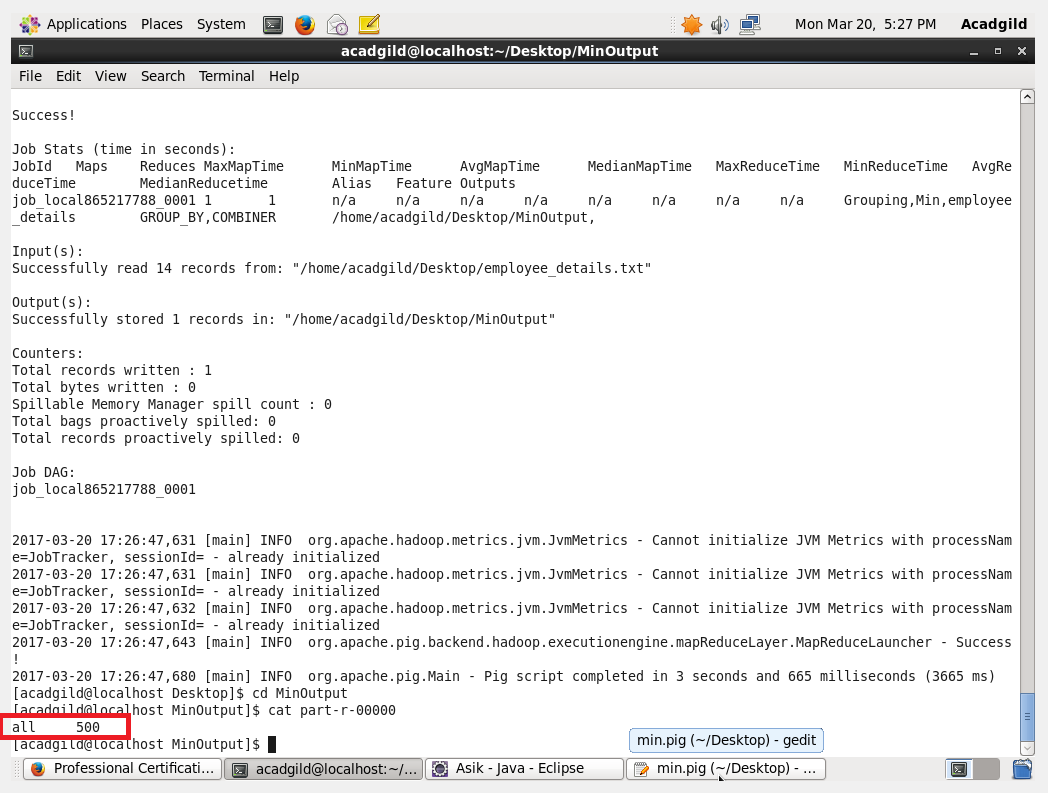 Applications Places System Mon Mar 20, 5:27 PM Acadgild
acadgild@localhost:~/Desktop/MinOutput
File Edit View Search Terminal Help
Success!
Job Stats (time in seconds):
JobId Maps Reduces MaxMapTime MinMapTime AvgMapTime MedianMapTime MaxReduceTime MinReduceTime AvgRe
duceTime MedianReducetime Alias Feature Outputs
job_local865217788_0001 1 1 n/a n/a n/a n/a n/a n/a n/a n/a Grouping,Min,employee
_details GROUP_BY,COMBINER /home/acadgild/Desktop/MinOutput,
Input(s):
Successfully read 14 records from: "/home/acadgild/Desktop/employee_details.txt"
Output(s):
Successfully stored 1 records in: "/home/acadgild/Desktop/MinOutput"
Counters:
Total records written : 1
Total bytes written : 0
Spillable Memory Manager spill count : 0
Total bags proactively spilled: 0
Total records proactively spilled: 0
Job DAG:
job_local865217788_0001
2017-03-20 17:26:47,631 [main] INFO org.apache.hadoop.metrics.jvm.JvmMetrics - Cannot initialize JVM Metrics with processNam
e=JobTracker, sessionId= - already initialized
2017-03-20 17:26:47,631 [main] INFO org.apache.hadoop.metrics.jvm.JvmMetrics - Cannot initialize JVM Metrics with processNam
e=JobTracker, sessionId= - already initialized
2017-03-20 17:26:47,632 [main] INFO org.apache.hadoop.metrics.jvm.JvmMetrics - Cannot initialize JVM Metrics with processNam
e=JobTracker, sessionId= - already initialized
2017-03-20 17:26:47,643 [main] INFO org.apache.pig.backend.hadoop.executionengine.mapReduceLayer.MapReduceLauncher - Success
!
2017-03-20 17:26:47,680 [main] INFO org.apache.pig.Main - Pig script completed in 3 seconds and 665 milliseconds (3665 ms)
[acadgild@localhost Desktop]$ cd MinOutput
[acadgild@localhost MinOutput]$ cat part-r-00000
all 500
[acadgild@localhost MinOutput]$
min.pig (~/Desktop) - gedit
Professional Certificati... acadgild@localhost:~/... Asik - Java - Eclipse min.pig (~/Desktop) - ...